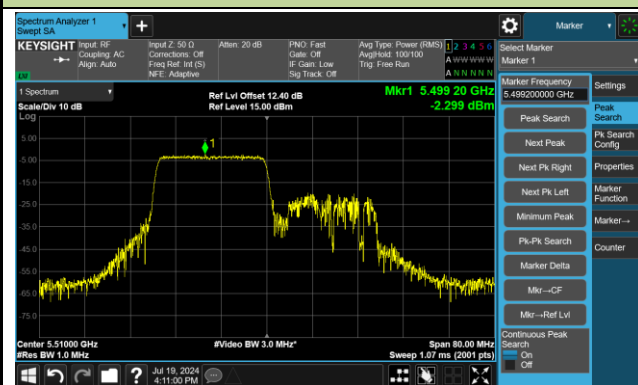 Spectrum Analyzer 1
Swept SA
+
Marker
KEYSIGHT
Input: RF
Coupling: AC
Align: Auto
Input Z: 50 Ω
Corrections: Off
Freq Ref: Int (S)
NFE: Adaptive
Atten: 20 dB
PNO: Fast
Gate: Off
IF Gain: Low
Sig Track: Off
Avg Type: Power (RMS)
Avg|Hold: 100/100
Trig: Free Run
1 2 3 4 5 6
A W W W W W
A N N N N N
LVI
Select Marker
Marker 1
1 Spectrum
Scale/Div 10 dB
Ref Lvl Offset 12.40 dB
Ref Level 15.00 dBm
Mkr1 5.499 20 GHz
-2.299 dBm
Log
5.00
-5.00
-15.0
-25.0
-35.0
-45.0
-55.0
-65.0
-75.0
1
Center 5.51000 GHz
#Res BW 1.0 MHz
#Video BW 3.0 MHz*
Span 80.00 MHz
Sweep 1.07 ms (2001 pts)
Marker Frequency
5.499200000 GHz
Peak Search
Next Peak
Next Pk Right
Next Pk Left
Minimum Peak
Pk-Pk Search
Marker Delta
Mkr→CF
Mkr→Ref Lvl
Continuous Peak
Search
On
Off
Settings
Peak
Search
Pk Search
Config
Properties
Marker
Function
Marker→
Counter
?
Jul 19, 2024
4:11:00 PM